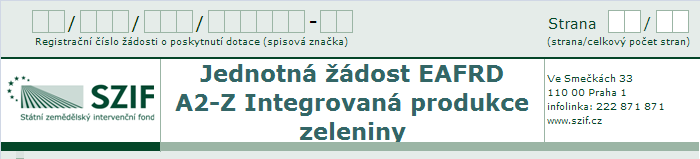 / / / - Strana /
Registrační číslo žádosti o poskytnutí dotace (spisová značka) (strana/celkový počet stran)
SZIF
Státní zemědělský intervenční fond
Jednotná žádost EAFRD
A2-Z Integrovaná produkce
zeleniny
Ve Smečkách 33
110 00 Praha 1
infolinka: 222 871 871
www.szif.cz